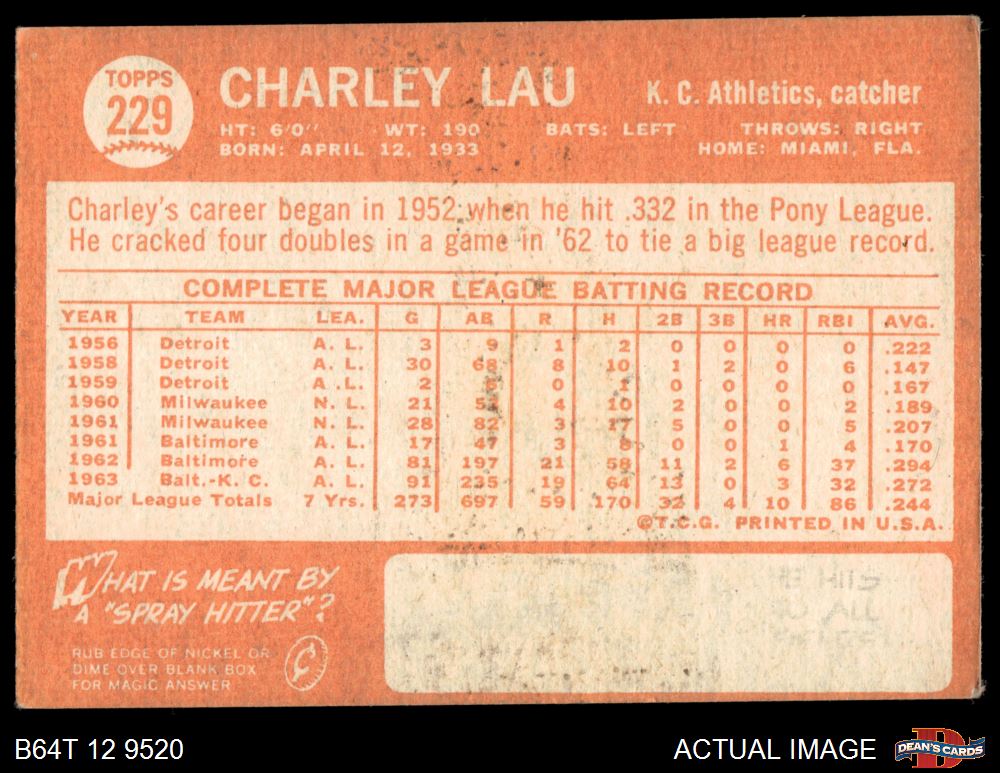 TOPPS
229
CHARLEY LAU
K. C. Athletics, catcher
HT: 6'0" WT: 190 BATS: LEFT THROWS: RIGHT
BORN: APRIL 12, 1933 HOME: MIAMI, FLA.
Charley's career began in 1952 when he hit .332 in the Pony League.
He cracked four doubles in a game in '62 to tie a big league record.
COMPLETE MAJOR LEAGUE BATTING RECORD
YEAR TEAM LEA. G AB R H 2B 3B HR RBI AVG.
1956 Detroit A. L. 3 9 1 2 0 0 0 0 .222
1958 Detroit A. L. 30 68 8 10 1 2 0 6 .147
1959 Detroit A. L. 2 0 1 0 0 0 0 .167
1960 Milwaukee N. L. 21 4 10 2 0 0 2 .189
1961 Milwaukee N. L. 28 82 3 17 5 0 0 5 .207
1961 Baltimore A. L. 17 47 3 8 0 0 1 4 .170
1962 Baltimore A. L. 81 197 21 58 11 2 6 37 .294
1963 Balt.-K. C. A. L. 91 235 19 64 13 0 3 32 .272
Major League Totals 7 Yrs. 273 697 59 170 32 4 10 86 .244
©T.C.G. PRINTED IN U.S.A.
WHAT IS MEANT BY
A "SPRAY HITTER"?
RUB EDGE OF NICKEL OR
DIME OVER BLANK BOX
FOR MAGIC ANSWER
HE HITS
TO ALL
B64T 12 9520
ACTUAL IMAGE
DEAN'S CARDS